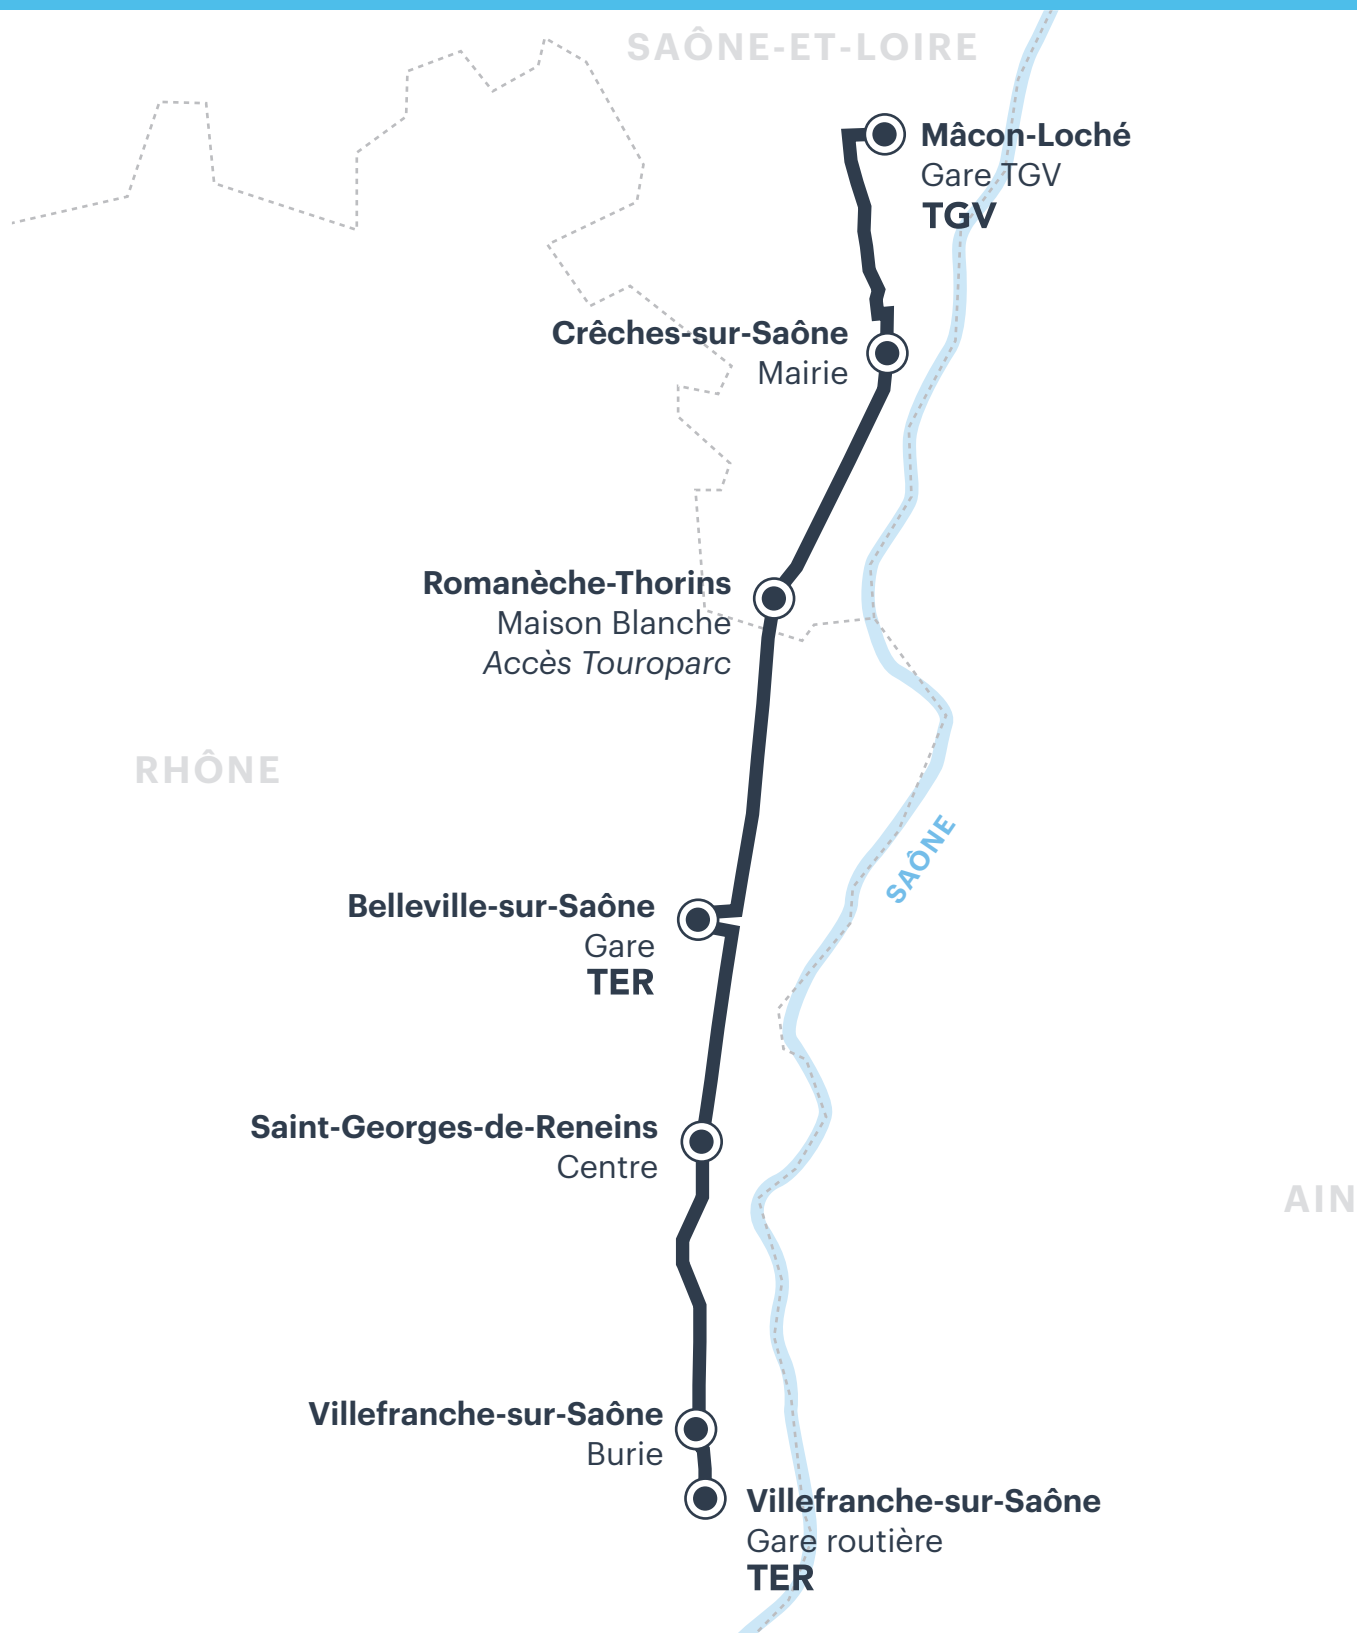 SAÔNE-ET-LOIRE
Mâcon-Loché
Gare TGV
TGV
Crêches-sur-Saône
Mairie
Romanèche-Thorins
Maison Blanche
Accès Touroparc
RHÔNE
SAÔNE
Belleville-sur-Saône
Gare
TER
Saint-Georges-de-Reneins
Centre
AIN
Villefranche-sur-Saône
Burie
Villefranche-sur-Saône
Gare routière
TER